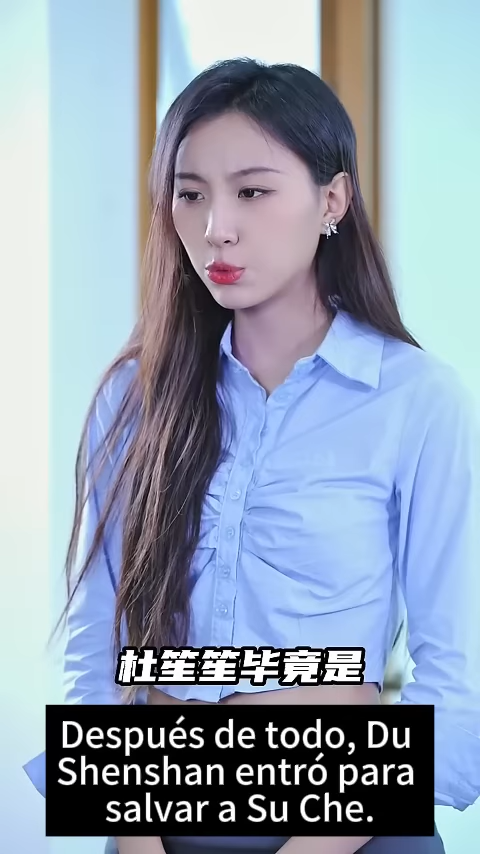 杜笙笙毕竟是
Después de todo, Du
Shenshan entró para
salvar a Su Che.